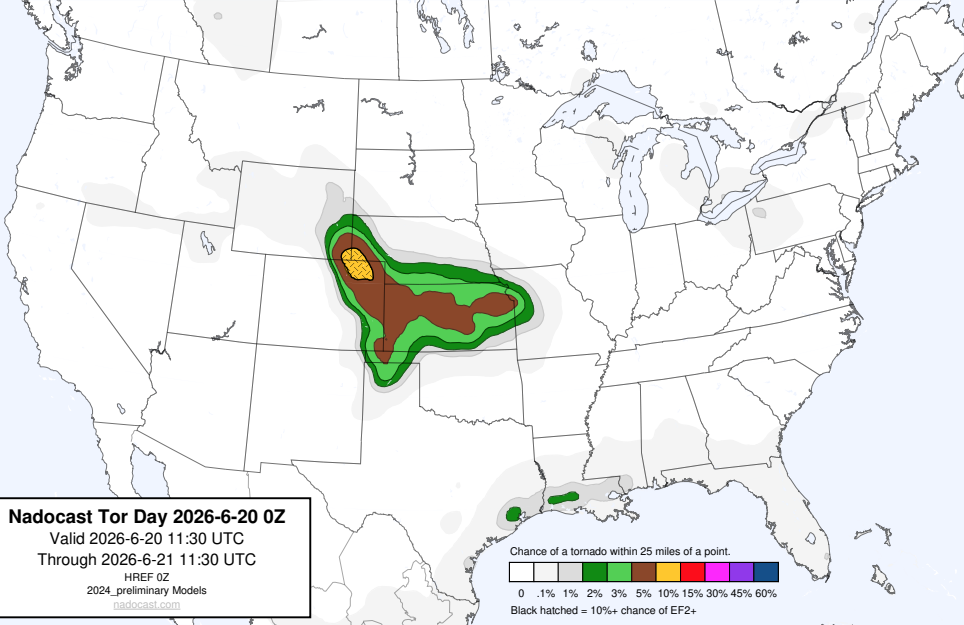 Nadocast Tor Day 2026-6-20 0Z
Valid 2026-6-20 11:30 UTC
Through 2026-6-21 11:30 UTC
HREF 0Z
2024_preliminary Models
nadocast.com
Chance of a tornado within 25 miles of a point.
0 .1% 1% 2% 3% 5% 10% 15% 30% 45% 60%
Black hatched = 10%+ chance of EF2+